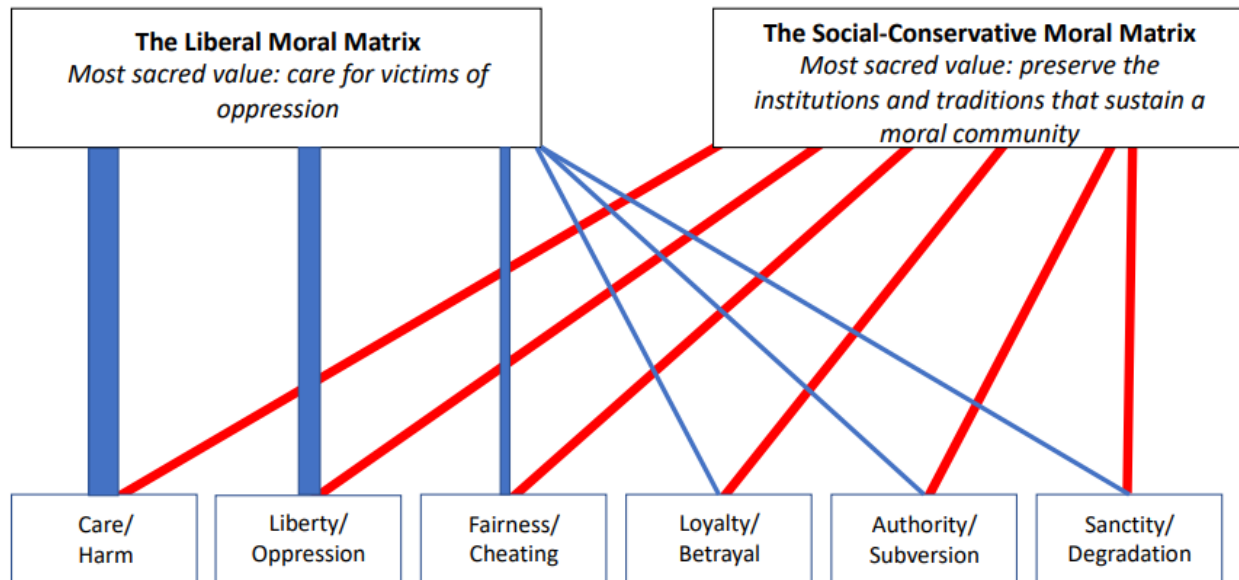 The Liberal Moral Matrix
Most sacred value: care for victims of
oppression
The Social-Conservative Moral Matrix
Most sacred value: preserve the
institutions and traditions that sustain a
moral community
Care/
Harm
Liberty/
Oppression
Fairness/
Cheating
Loyalty/
Betrayal
Authority/
Subversion
Sanctity/
Degradation